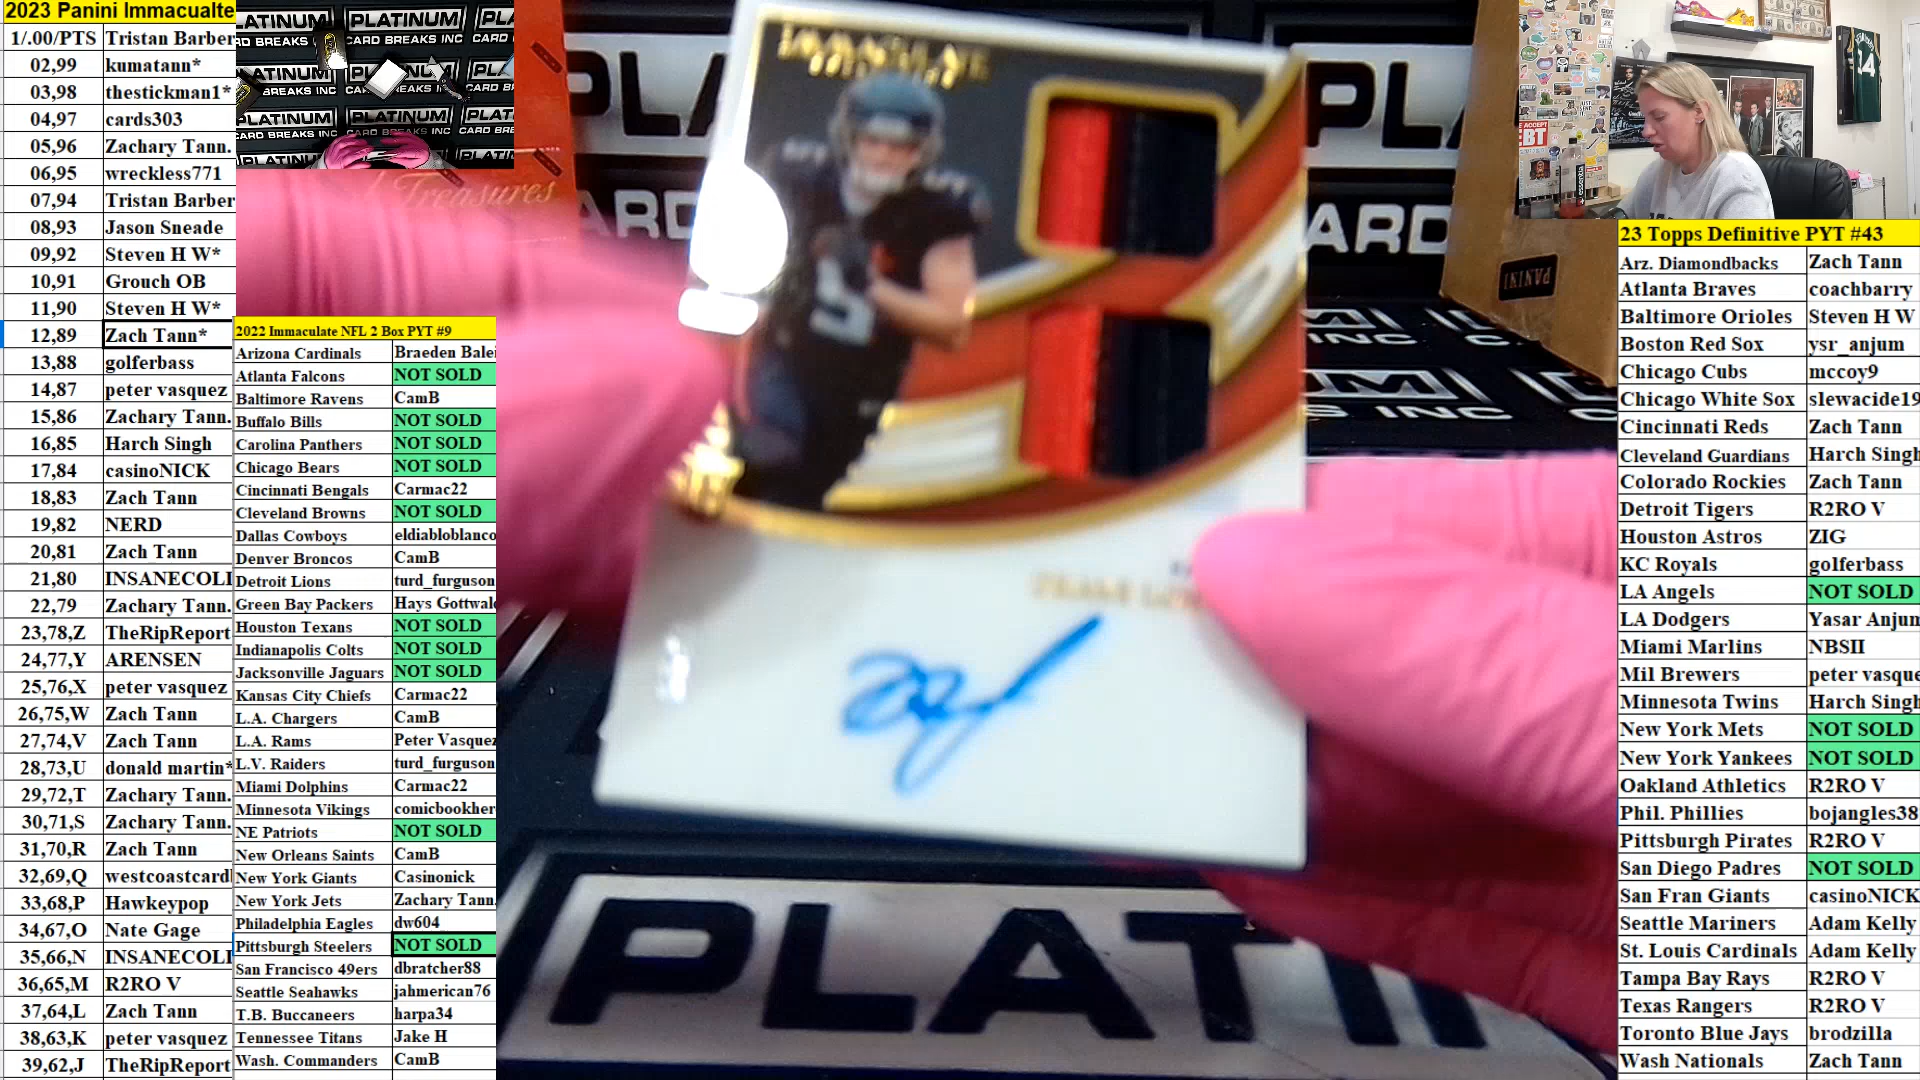 2023 Panini Immacualte
1/.00/PTS Tristan Barber
02,99 kumatann*
03,98 thestickman1*
04,97 cards303
05,96 Zachary Tann.
06,95 wreckless771
07,94 Tristan Barber
08,93 Jason Sneade
09,92 Steven H W*
10,91 Grouch OB
11,90 Steven H W*
12,89 Zach Tann*
13,88 golferbass
14,87 peter vasquez
15,86 Zachary Tann.
16,85 Harch Singh
17,84 casinoNICK
18,83 Zach Tann
19,82 NERD
20,81 Zach Tann
21,80 INSANECOLL
22,79 Zachary Tann.
23,78,Z TheRipReport
24,77,Y ARENSEN
25,76,X peter vasquez
26,75,W Zach Tann
27,74,V Zach Tann
28,73,U donald martin*
29,72,T Zachary Tann.
30,71,S Zachary Tann.
31,70,R Zach Tann
32,69,Q westcoastcard
33,68,P Hawkeypop
34,67,O Nate Gage
35,66,N INSANECOLL
36,65,M R2RO V
37,64,L Zach Tann
38,63,K peter vasquez
39,62,J TheRipReport
2022 Immaculate NFL 2 Box PYT #9
Arizona Cardinals Braeden Balei
Atlanta Falcons NOT SOLD
Baltimore Ravens CamB
Buffalo Bills NOT SOLD
Carolina Panthers NOT SOLD
Chicago Bears NOT SOLD
Cincinnati Bengals Carmac22
Cleveland Browns NOT SOLD
Dallas Cowboys eldiabloblanco
Denver Broncos CamB
Detroit Lions turd_furguson
Green Bay Packers Hays Gottwal
Houston Texans NOT SOLD
Indianapolis Colts NOT SOLD
Jacksonville Jaguars NOT SOLD
Kansas City Chiefs Carmac22
L.A. Chargers CamB
L.A. Rams Peter Vasquez
L.V. Raiders turd_furguson
Miami Dolphins Carmac22
Minnesota Vikings comicbookher
NE Patriots NOT SOLD
New Orleans Saints CamB
New York Giants Casinonick
New York Jets Zachary Tann.
Philadelphia Eagles dw604
Pittsburgh Steelers NOT SOLD
San Francisco 49ers dbratcher88
Seattle Seahawks jahmerican76
T.B. Buccaneers harpa34
Tennessee Titans Jake H
Wash. Commanders CamB
PLATINUM
CARD BREAKS INC
Treasures
IMMACULATE
PANINI
PLATI
23 Topps Definitive PYT #43
Arz. Diamondbacks Zach Tann
Atlanta Braves coachbarry
Baltimore Orioles Steven H W
Boston Red Sox ysr_anjum
Chicago Cubs mccoy9
Chicago White Sox slewacide19
Cincinnati Reds Zach Tann
Cleveland Guardians Harch Singh
Colorado Rockies Zach Tann
Detroit Tigers R2RO V
Houston Astros ZIG
KC Royals golferbass
LA Angels NOT SOLD
LA Dodgers Yasar Anjum
Miami Marlins NBSII
Mil Brewers peter vasque
Minnesota Twins Harch Singh
New York Mets NOT SOLD
New York Yankees NOT SOLD
Oakland Athletics R2RO V
Phil. Phillies bojangles38
Pittsburgh Pirates R2RO V
San Diego Padres NOT SOLD
San Fran Giants casinoNICK
Seattle Mariners Adam Kelly
St. Louis Cardinals Adam Kelly
Tampa Bay Rays R2RO V
Texas Rangers R2RO V
Toronto Blue Jays brodzilla
Wash Nationals Zach Tann